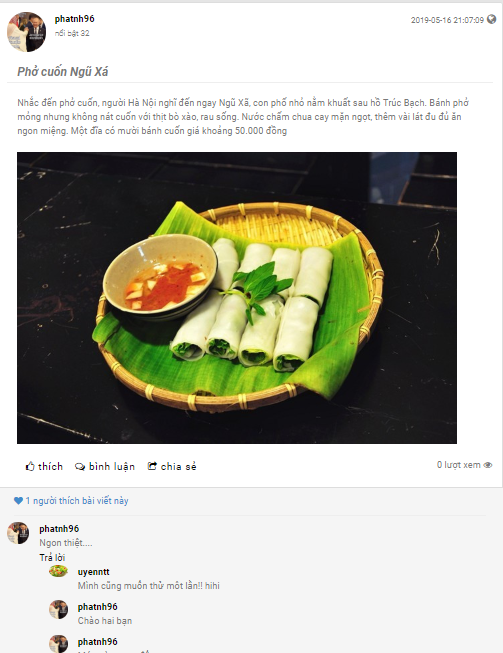 phatnh96
nổi bật 32
2019-05-16 21:07:09
Phở cuốn Ngũ Xá
Nhắc đến phở cuốn, người Hà Nội nghĩ đến ngay Ngũ Xã, con phố nhỏ nằm khuất sau hồ Trúc Bạch. Bánh phở
mỏng nhưng không nát cuốn với thịt bò xào, rau sống. Nước chấm chua cay mặn ngọt, thêm vài lát đu đủ ăn
ngon miệng. Một đĩa có mười bánh cuốn giá khoảng 50.000 đồng
thích
bình luận
chia sẻ
0 lượt xem
1 người thích bài viết này
phatnh96
Ngon thiệt....
Trả lời
uyenntt
Mình cũng muốn thử môt lần!! hihi
phatnh96
Chào hai bạn
phatnh96